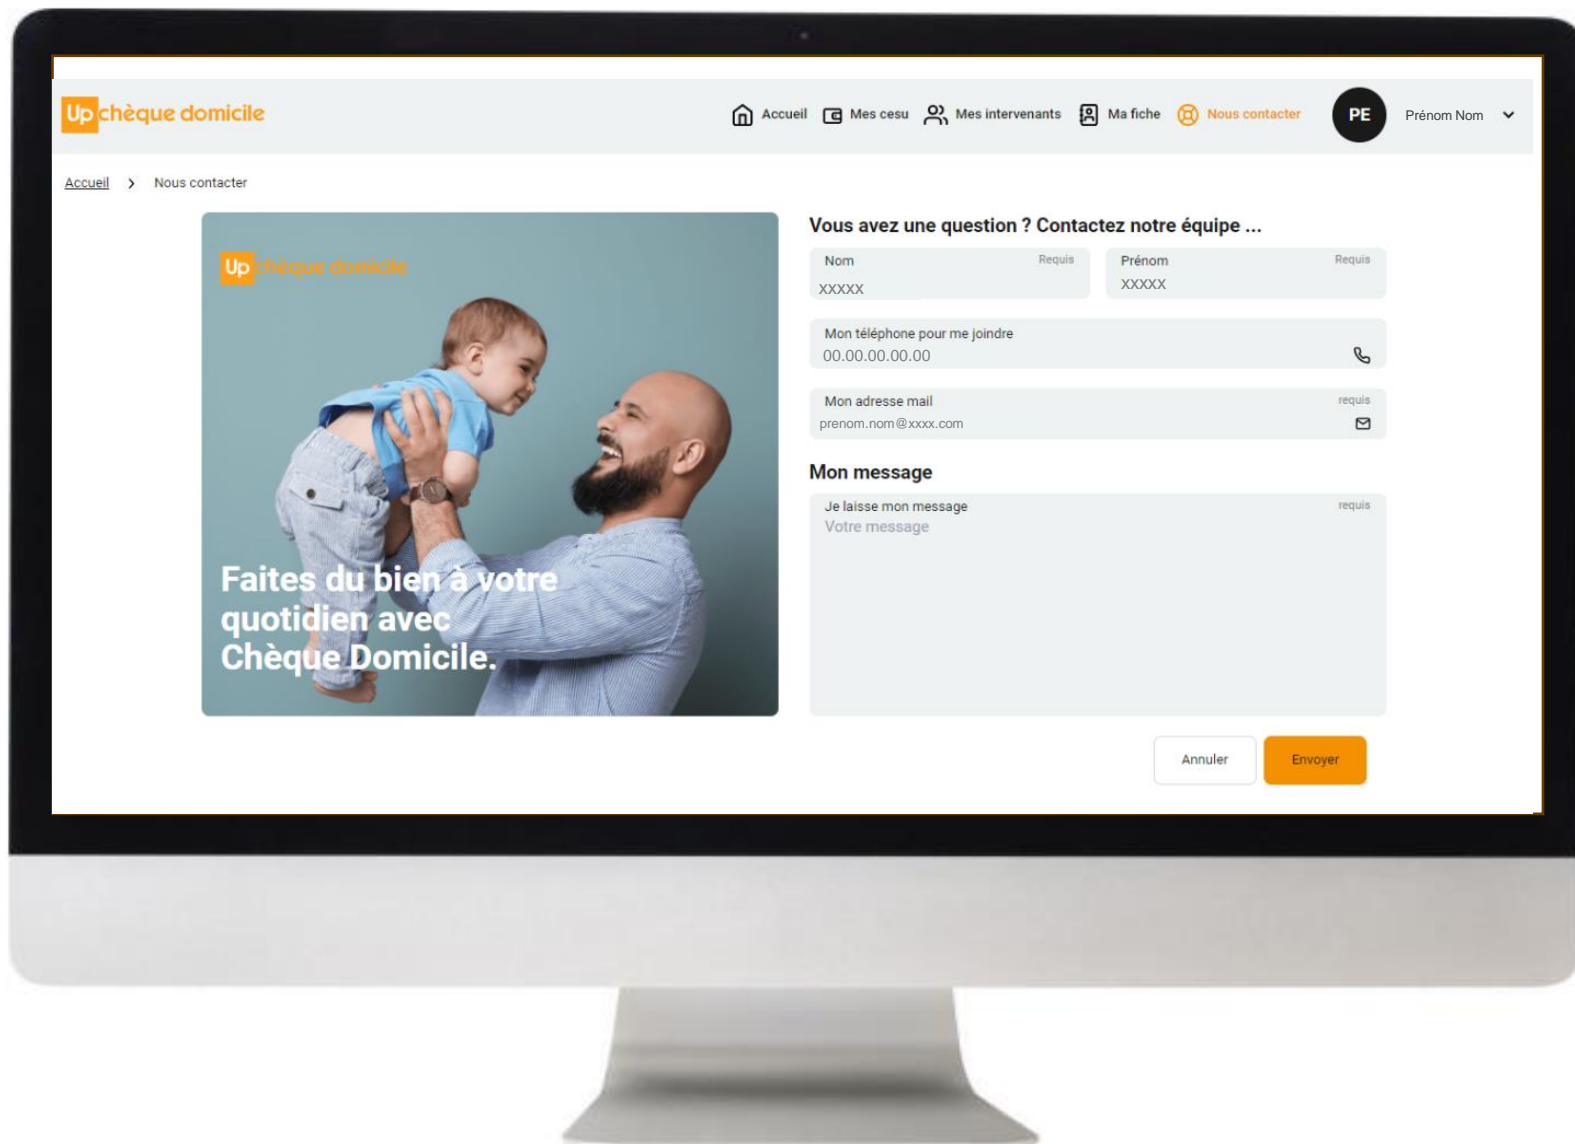 Up chèque domicile
Accueil Mes cesu Mes intervenants Ma fiche Nous contacter PE Prénom Nom
Accueil > Nous contacter
Up chèque domicile
Faites du bien à votre
quotidien avec
Chèque Domicile.
Vous avez une question ? Contactez notre équipe ...
Nom Requis Prénom Requis
XXXXX XXXXX
Mon téléphone pour me joindre
00.00.00.00.00
Mon adresse mail requis
prenom.nom@xxxx.com
Mon message
Je laisse mon message requis
Votre message
Annuler Envoyer